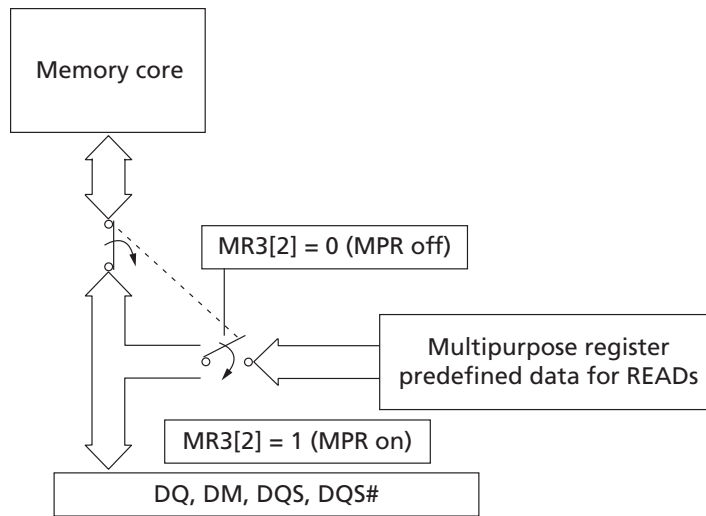 Memory core
MR3[2] = 0 (MPR off)
Multipurpose register
predefined data for READs
MR3[2] = 1 (MPR on)
DQ, DM, DQS, DQS#